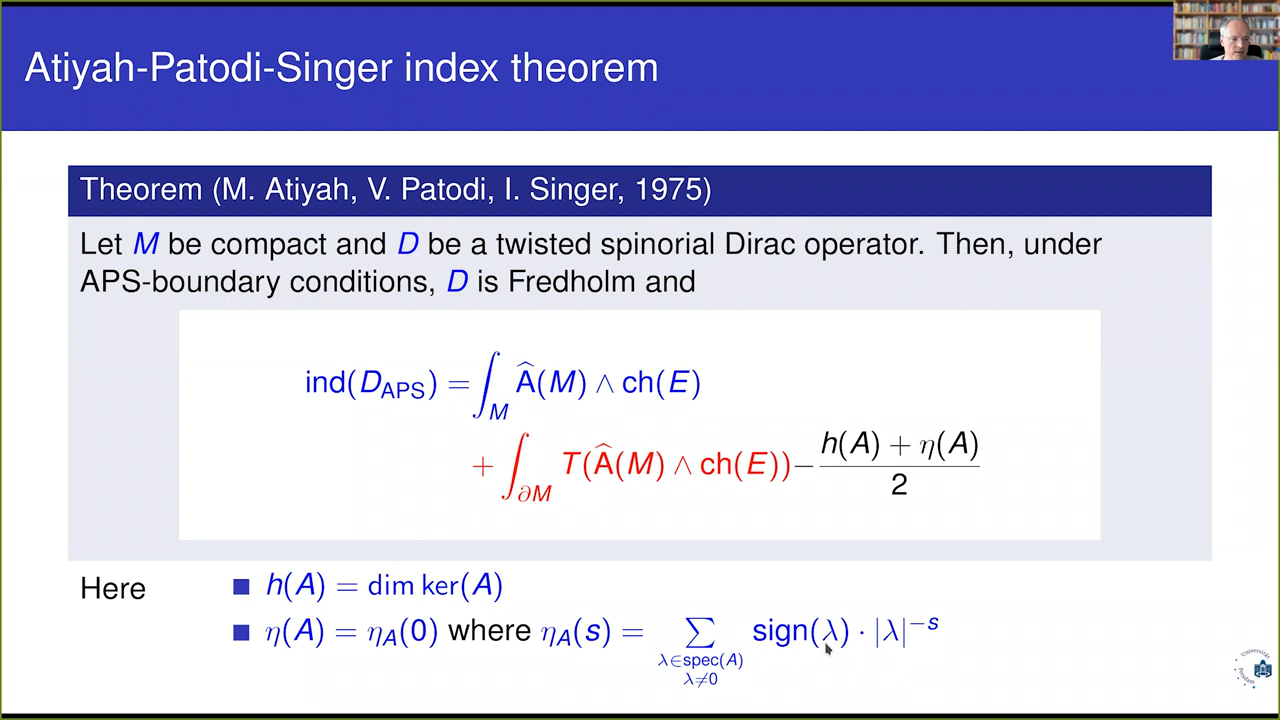 Atiyah-Patodi-Singer index theorem
Theorem (M. Atiyah, V. Patodi, I. Singer, 1975)
Let M be compact and D be a twisted spinorial Dirac operator. Then, under
APS-boundary conditions, D is Fredholm and
ind(D_APS) = ∫_M Â(M) ∧ ch(E)
+ ∫_∂M T(Â(M) ∧ ch(E)) − (h(A) + η(A))/2
Here
■ h(A) = dim ker(A)
■ η(A) = η_A(0) where η_A(s) = ∑_{λ∈spec(A), λ≠0} sign(λ) · |λ|^{−s}
Universität
Potsdam